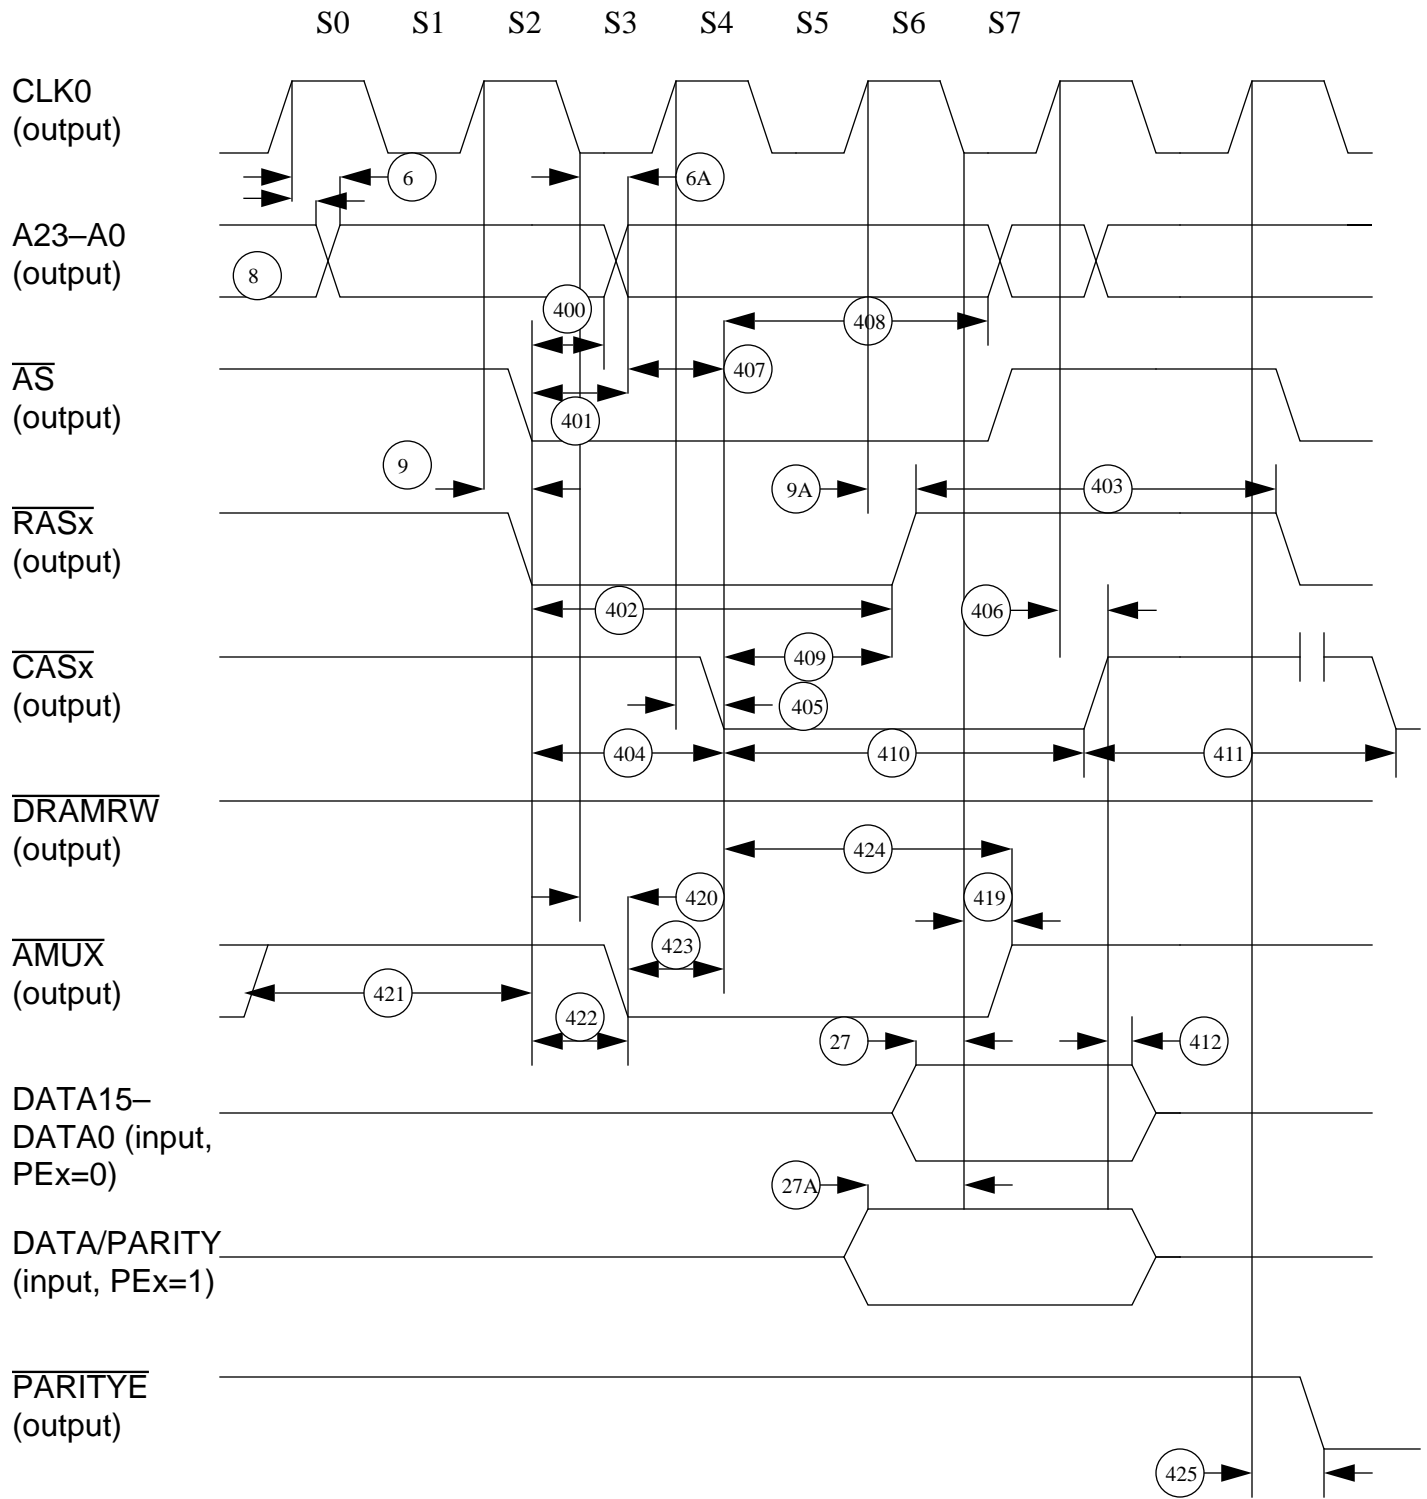 S0 S1 S2 S3 S4 S5 S6 S7
CLK0
(output)
6
6A
A23–A0
(output)
8
400
408
AS
(output)
407
401
9
9A
403
RASx
(output)
402
406
CASx
(output)
409
405
404
410
411
DRAMRW
(output)
424
420
419
AMUX
(output)
423
421
422
27
412
DATA15–
DATA0 (input,
PEx=0)
27A
DATA/PARITY
(input, PEx=1)
PARITYE
(output)
425